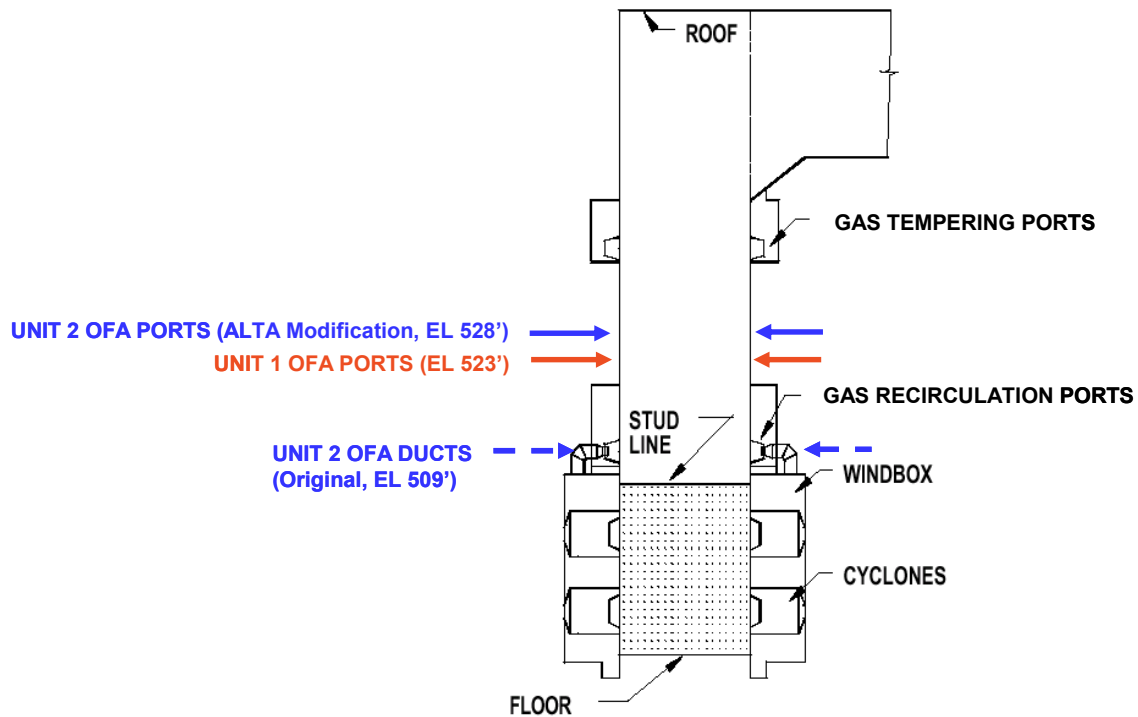 ROOF
GAS TEMPERING PORTS
UNIT 2 OFA PORTS (ALTA Modification, EL 528’)
UNIT 1 OFA PORTS (EL 523’)
GAS RECIRCULATION PORTS
STUD
LINE
UNIT 2 OFA DUCTS
(Original, EL 509’)
WINDBOX
CYCLONES
FLOOR